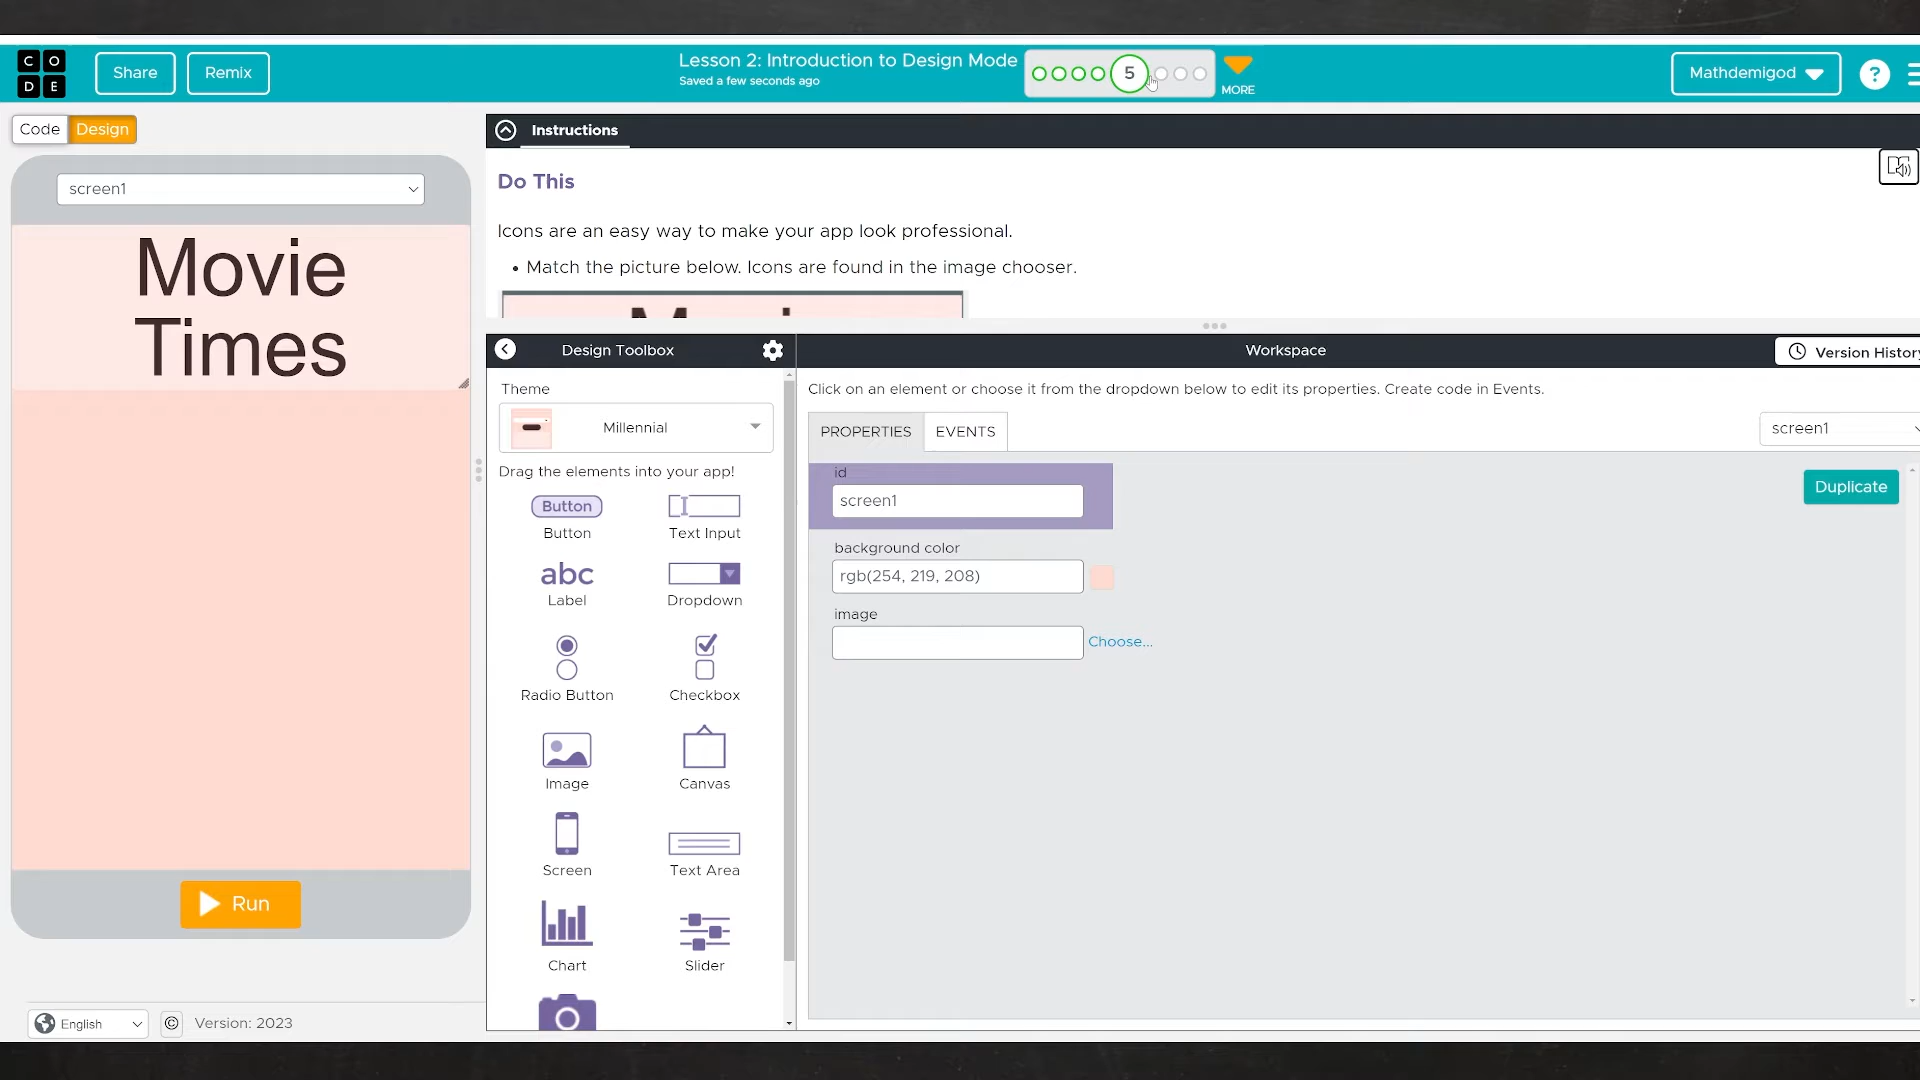 CODE
Share
Remix
Lesson 2: Introduction to Design Mode
Saved a few seconds ago
5
MORE
Mathdemigod
?
Code
Design
Instructions
screen1
Do This
Icons are an easy way to make your app look professional.
• Match the picture below. Icons are found in the image chooser.
Movie
Times
Design Toolbox
Workspace
Version History
Theme
Millennial
Click on an element or choose it from the dropdown below to edit its properties. Create code in Events.
PROPERTIES
EVENTS
screen1
Drag the elements into your app!
id
screen1
Duplicate
Button
Button
Text Input
background color
rgb(254, 219, 208)
abc
Label
Dropdown
image
Choose...
Radio Button
Checkbox
Image
Canvas
Screen
Text Area
Chart
Slider
Run
English
©
Version: 2023